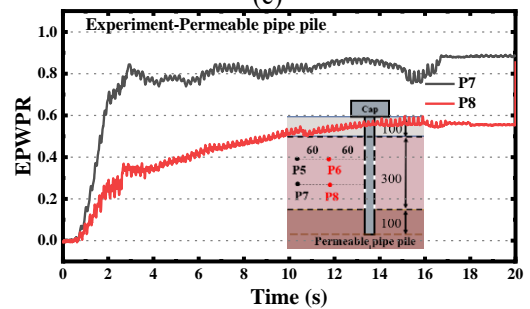 (c)
Experiment-Permeable pipe pile
EPWPR
1.0
0.8
0.6
0.4
0.2
0.0
P7
P8
Cap
100
60 60
P5 P6
300
P7 P8
100
Permeable pipe pile
0 2 4 6 8 10 12 14 16 18 20
Time (s)